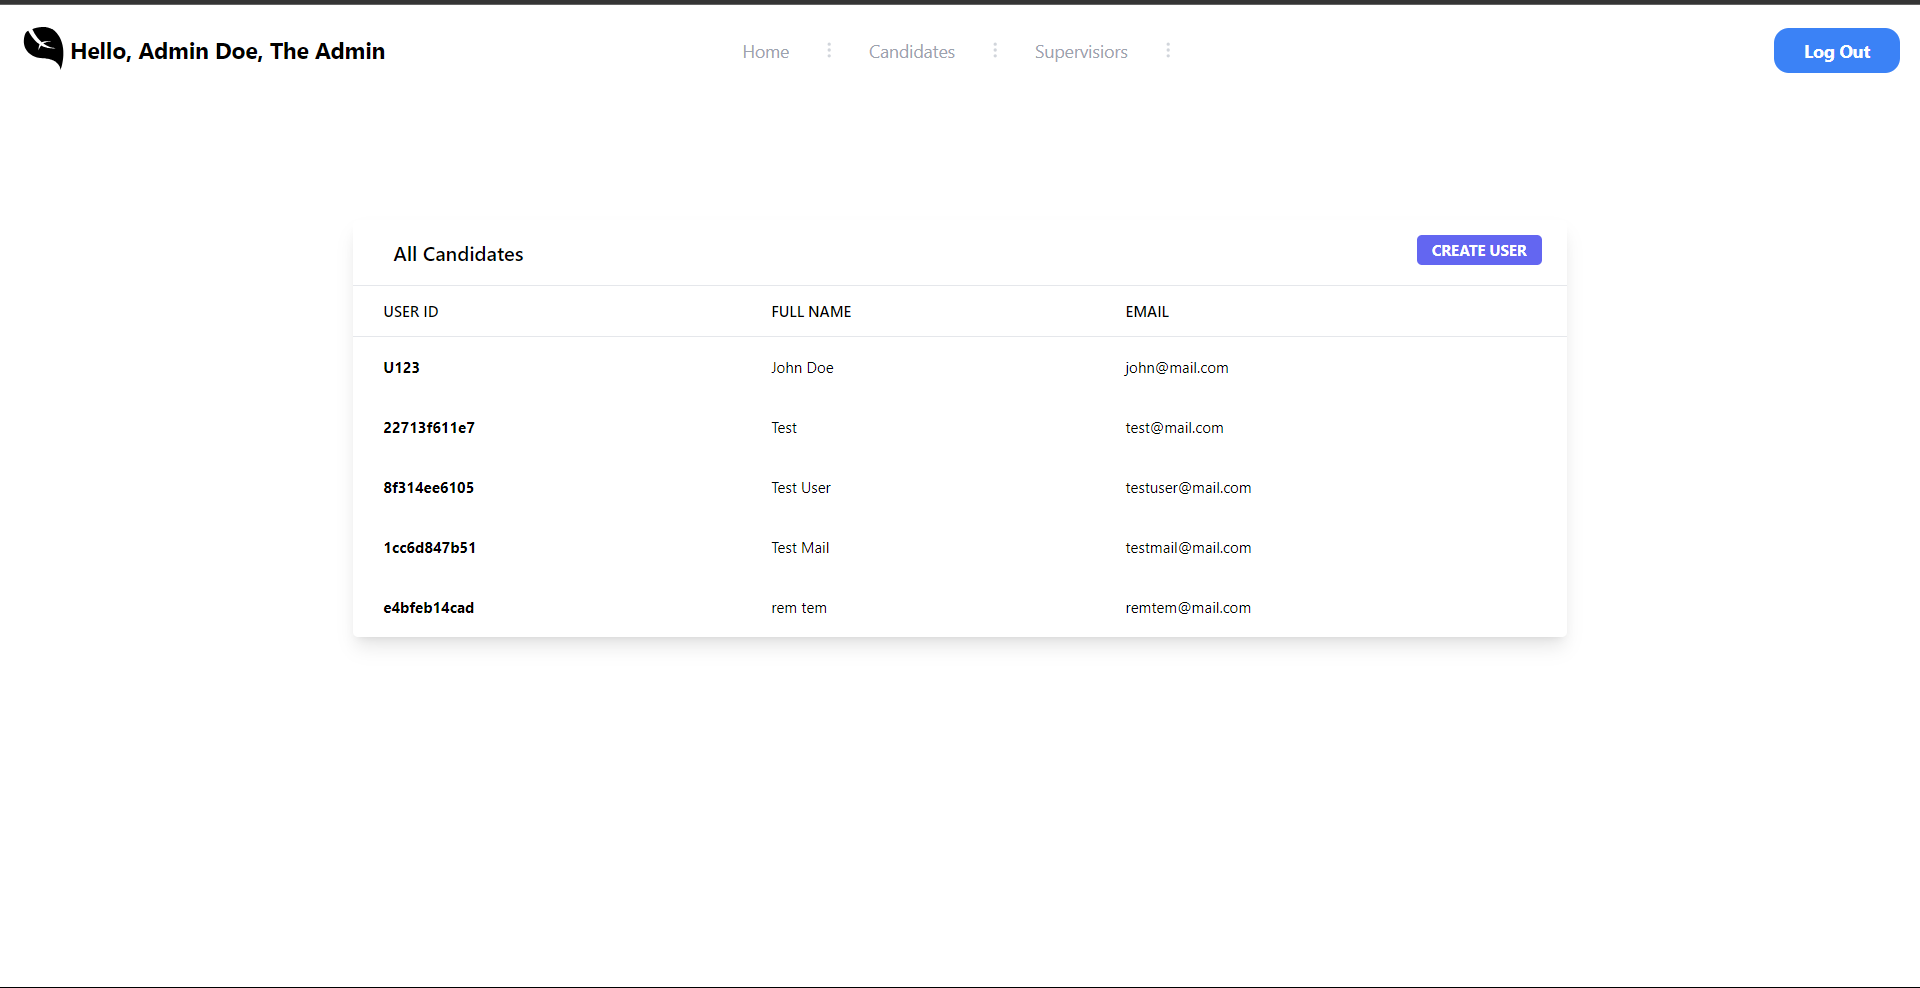 Hello, Admin Doe, The Admin
Home Candidates Supervisiors
Log Out
All Candidates
CREATE USER
USER ID FULL NAME EMAIL
U123 John Doe john@mail.com
22713f611e7 Test test@mail.com
8f314ee6105 Test User testuser@mail.com
1cc6d847b51 Test Mail testmail@mail.com
e4bfeb14cad rem tem remtem@mail.com